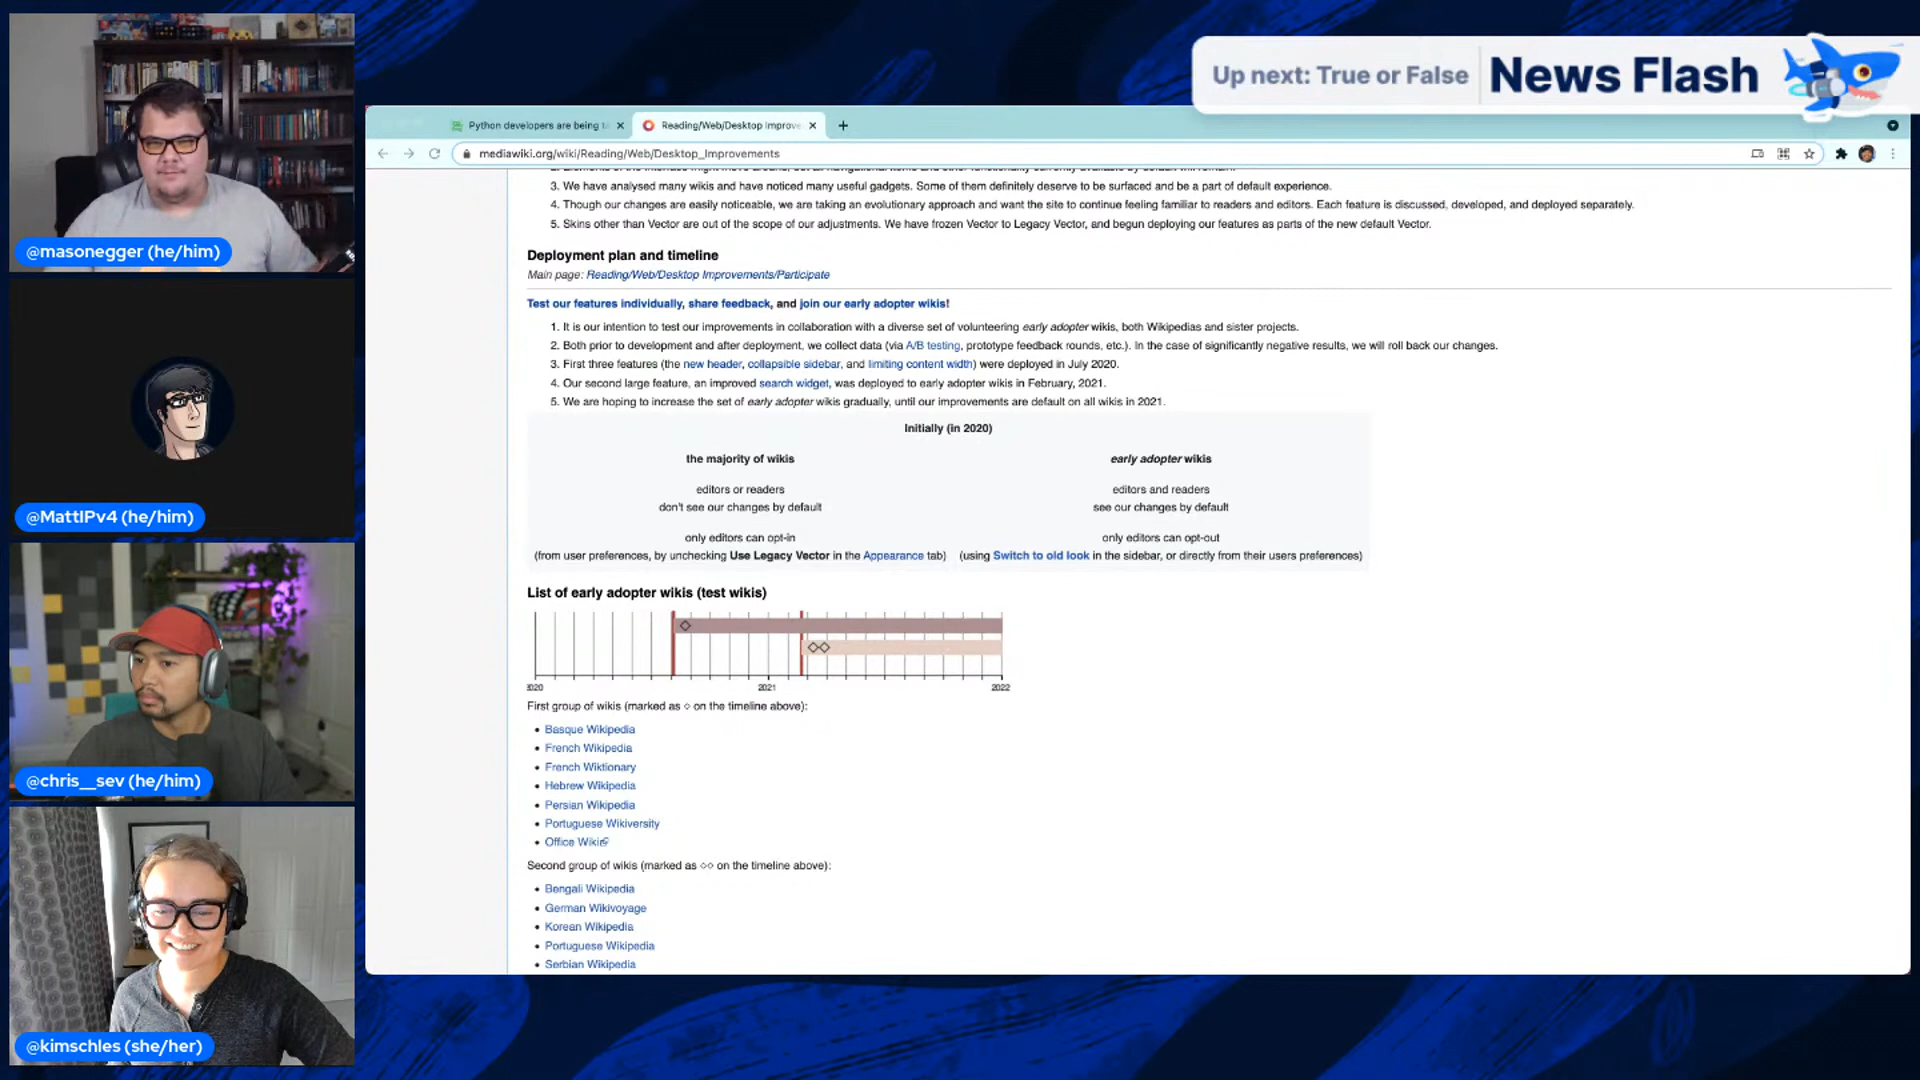 Up next: True or False
News Flash
Python developers are being t
Reading/Web/Desktop Improve
mediawiki.org/wiki/Reading/Web/Desktop_Improvements
3. We have analysed many wikis and have noticed many useful gadgets. Some of them definitely deserve to be surfaced and be a part of default experience.
4. Though our changes are easily noticeable, we are taking an evolutionary approach and want the site to continue feeling familiar to readers and editors. Each feature is discussed, developed, and deployed separately.
5. Skins other than Vector are out of the scope of our adjustments. We have frozen Vector to Legacy Vector, and begun deploying our features as parts of the new default Vector.
Deployment plan and timeline
Main page: Reading/Web/Desktop Improvements/Participate
Test our features individually, share feedback, and join our early adopter wikis!
1. It is our intention to test our improvements in collaboration with a diverse set of volunteering early adopter wikis, both Wikipedias and sister projects.
2. Both prior to development and after deployment, we collect data (via A/B testing, prototype feedback rounds, etc.). In the case of significantly negative results, we will roll back our changes.
3. First three features (the new header, collapsible sidebar, and limiting content width) were deployed in July 2020.
4. Our second large feature, an improved search widget, was deployed to early adopter wikis in February, 2021.
5. We are hoping to increase the set of early adopter wikis gradually, until our improvements are default on all wikis in 2021.
Initially (in 2020)
the majority of wikis
early adopter wikis
editors or readers
don't see our changes by default
editors and readers
see our changes by default
only editors can opt-in
(from user preferences, by unchecking Use Legacy Vector in the Appearance tab)
only editors can opt-out
(using Switch to old look in the sidebar, or directly from their users preferences)
List of early adopter wikis (test wikis)
2020
2021
2022
First group of wikis (marked as ◇ on the timeline above):
• Basque Wikipedia
• French Wikipedia
• French Wiktionary
• Hebrew Wikipedia
• Persian Wikipedia
• Portuguese Wikiversity
• Office Wiki
Second group of wikis (marked as ◇◇ on the timeline above):
• Bengali Wikipedia
• German Wikivoyage
• Korean Wikipedia
• Portuguese Wikipedia
• Serbian Wikipedia
@masonegger (he/him)
@MattIPv4 (he/him)
@chris__sev (he/him)
@kimschles (she/her)